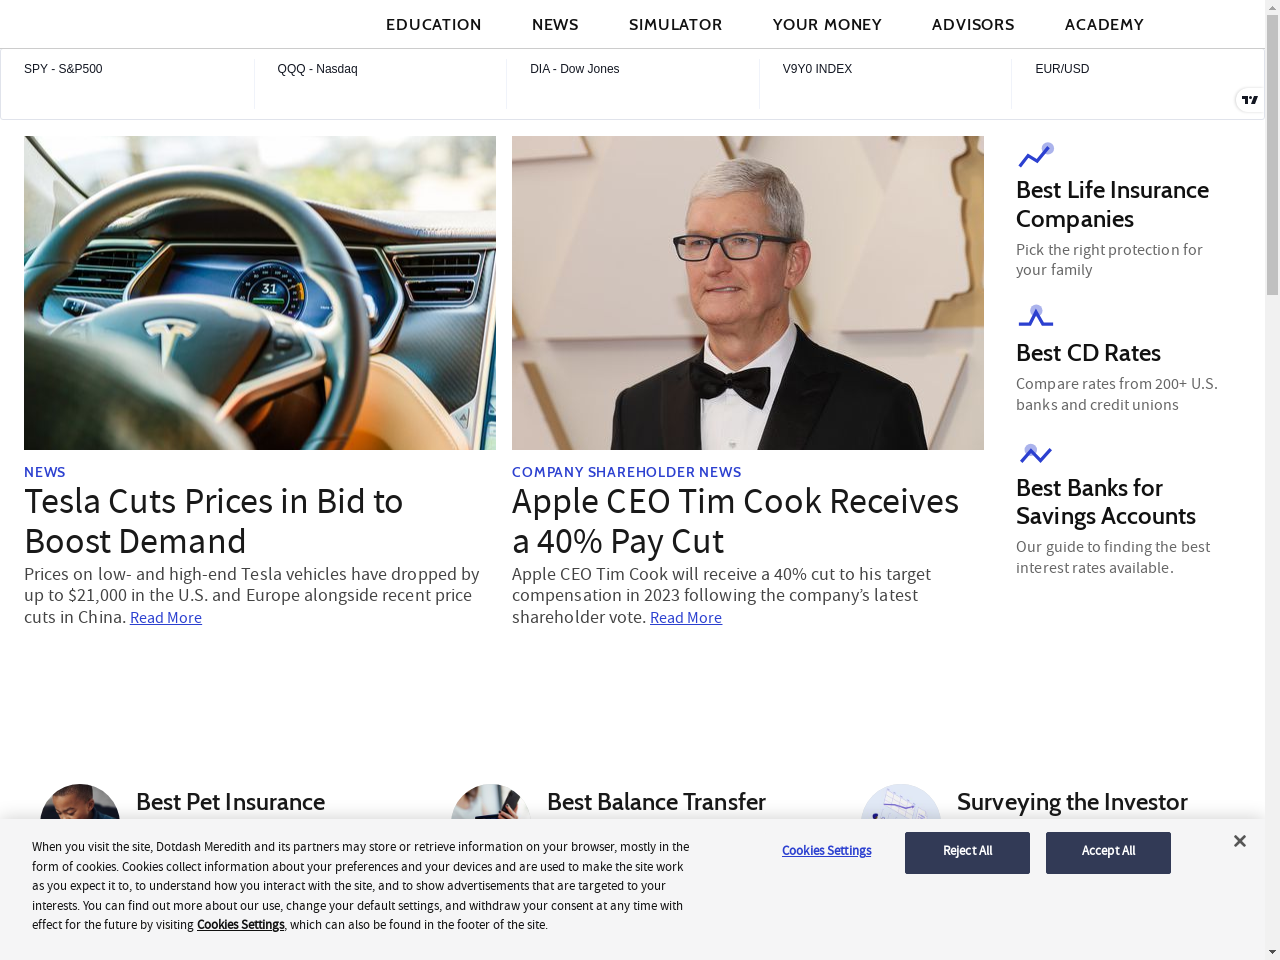 EDUCATION NEWS SIMULATOR YOUR MONEY ADVISORS ACADEMY
SPY - S&P500 QQQ - Nasdaq DIA - Dow Jones V9Y0 INDEX EUR/USD
NEWS
Tesla Cuts Prices in Bid to
Boost Demand
Prices on low- and high-end Tesla vehicles have dropped by
up to $21,000 in the U.S. and Europe alongside recent price
cuts in China. Read More
COMPANY SHAREHOLDER NEWS
Apple CEO Tim Cook Receives
a 40% Pay Cut
Apple CEO Tim Cook will receive a 40% cut to his target
compensation in 2023 following the company’s latest
shareholder vote. Read More
Best Life Insurance
Companies
Pick the right protection for
your family
Best CD Rates
Compare rates from 200+ U.S.
banks and credit unions
Best Banks for
Savings Accounts
Our guide to finding the best
interest rates available.
Best Pet Insurance
Best Balance Transfer
Surveying the Investor
When you visit the site, Dotdash Meredith and its partners may store or retrieve information on your browser, mostly in the
form of cookies. Cookies collect information about your preferences and your devices and are used to make the site work
as you expect it to, to understand how you interact with the site, and to show advertisements that are targeted to your
interests. You can find out more about our use, change your default settings, and withdraw your consent at any time with
effect for the future by visiting Cookies Settings, which can also be found in the footer of the site.
Cookies Settings
Reject All
Accept All
31